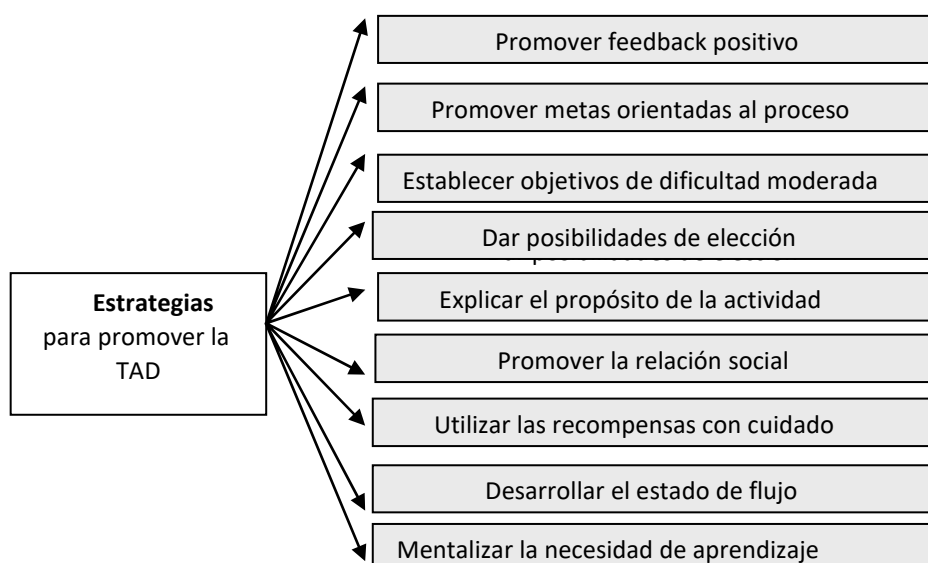 Promover feedback positivo
Promover metas orientadas al proceso
Establecer objetivos de dificultad moderada
Dar posibilidades de elección
Estrategias
para promover la
TAD
Explicar el propósito de la actividad
Promover la relación social
Utilizar las recompensas con cuidado
Desarrollar el estado de flujo
Mentalizar la necesidad de aprendizaje